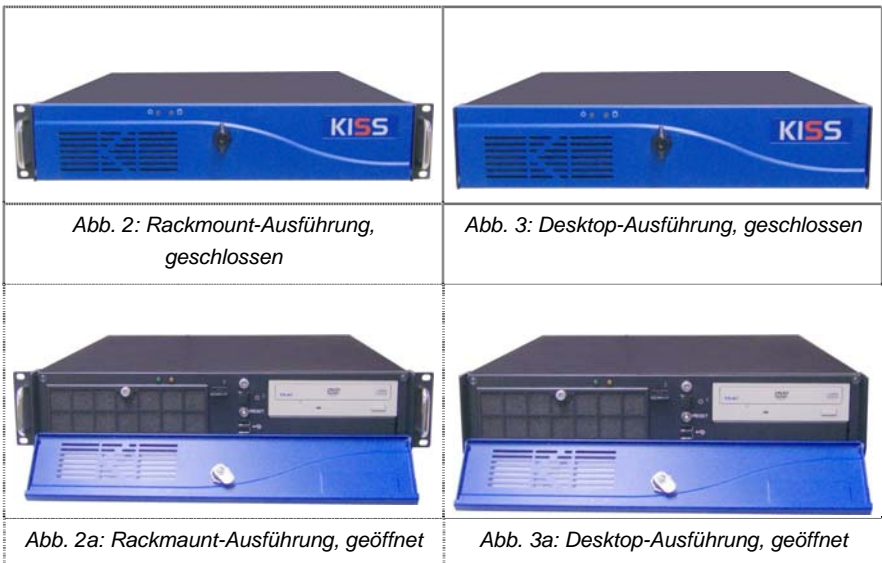 KISS
KISS
Abb. 2: Rackmount-Ausführung,
geschlossen
Abb. 3: Desktop-Ausführung, geschlossen
RESET
RESET
Abb. 2a: Rackmaunt-Ausführung, geöffnet
Abb. 3a: Desktop-Ausführung, geöffnet